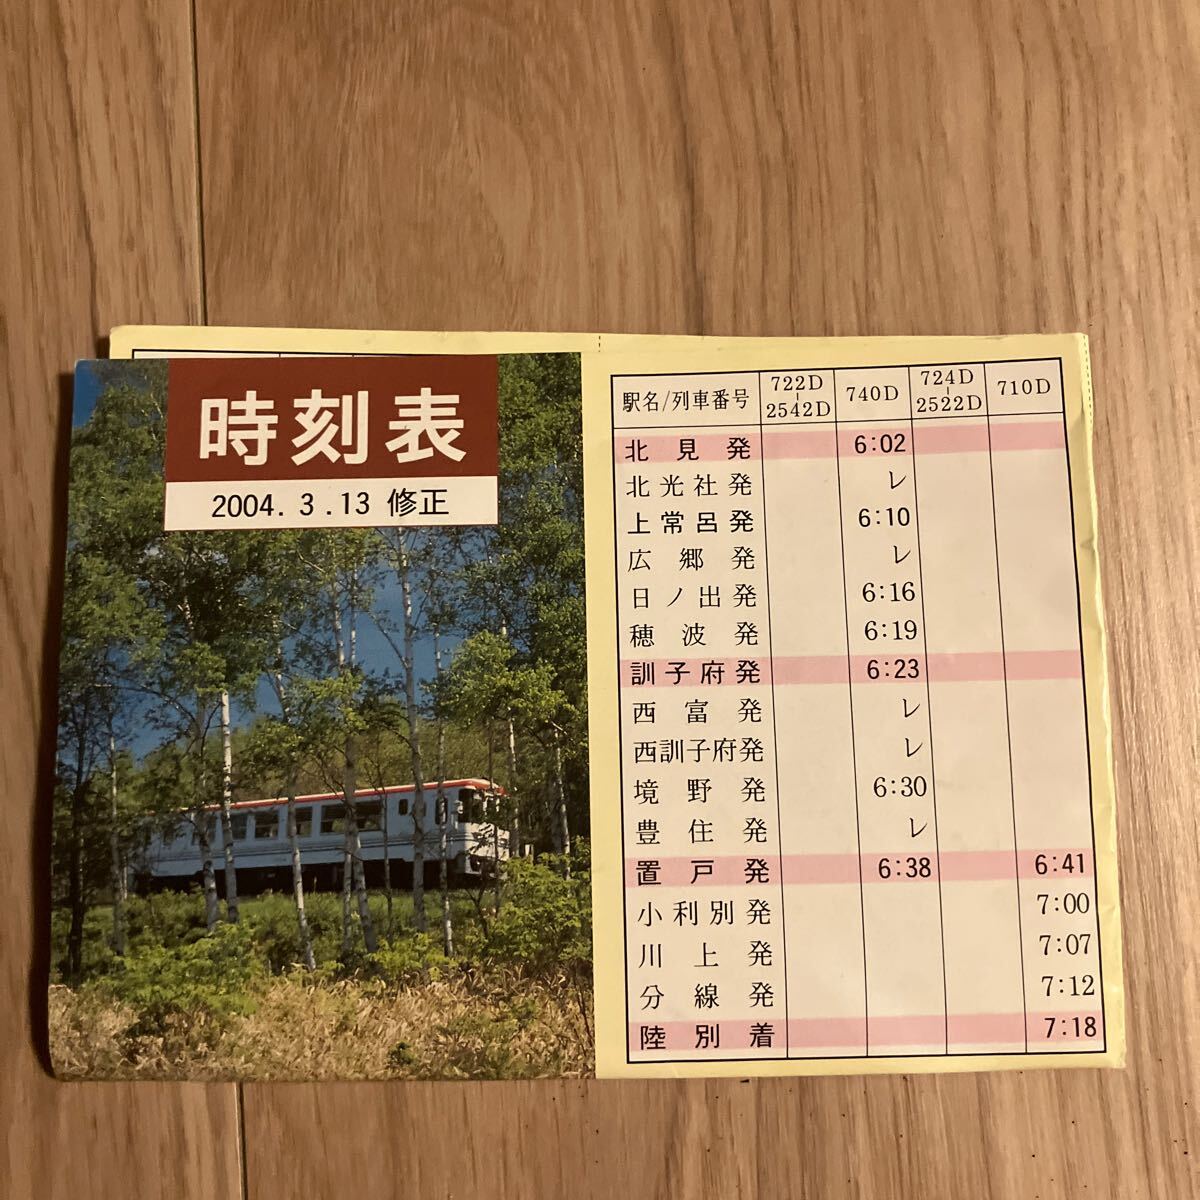 時刻表
2004. 3 .13 修正
駅名/列車番号 722D-2542D 740D 724D-2522D 710D
北見発 6:02
北光社発 レ
上常呂発 6:10
広郷発 レ
日ノ出発 6:16
穂波発 6:19
訓子府発 6:23
西富発 レ
西訓子府発 レ
境野発 6:30
豊住発 レ
置戸発 6:38 6:41
小利別発 7:00
川上発 7:07
分線発 7:12
陸別着 7:18